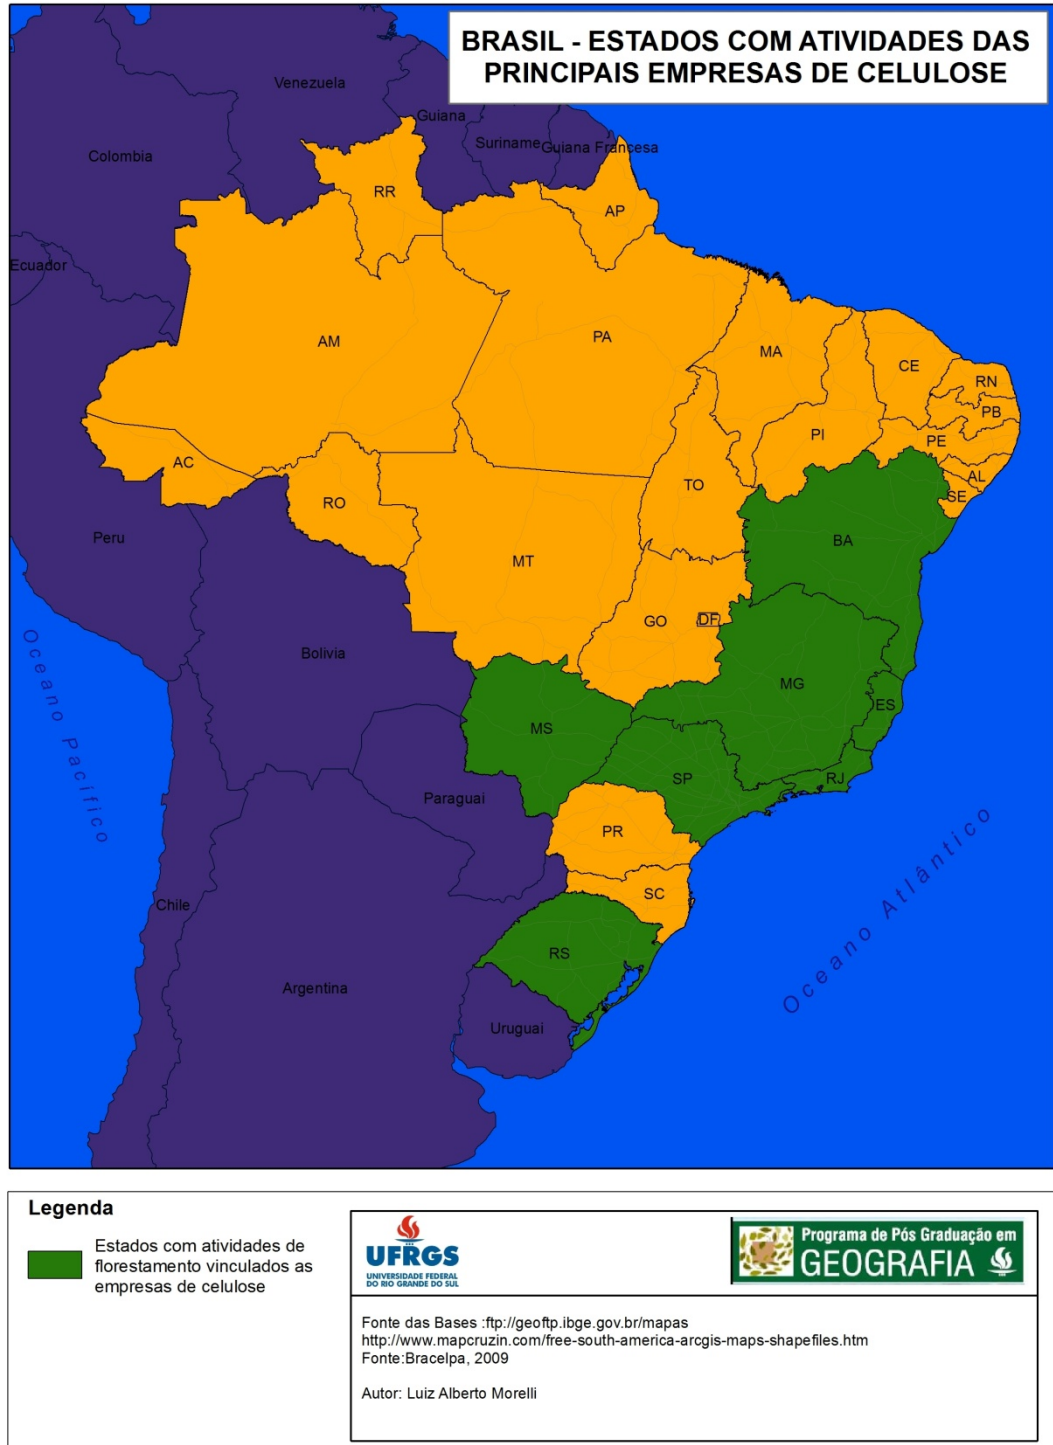 BRASIL - ESTADOS COM ATIVIDADES DAS
PRINCIPAIS EMPRESAS DE CELULOSE
Venezuela
Guiana
Suriname
Guiana Francesa
Colombia
RR
AP
Ecuador
AM
PA
MA
CE
RN
PB
PI
PE
AC
TO
AL
RO
SE
Peru
BA
MT
GO
DF
Bolivia
MG
Oceano Pacífico
ES
MS
SP
RJ
Paraguai
PR
SC
Chile
Oceano Atlântico
RS
Argentina
Uruguai
Legenda
Estados com atividades de
florestamento vinculados as
empresas de celulose
UFRGS
UNIVERSIDADE FEDERAL
DO RIO GRANDE DO SUL
Programa de Pós Graduação em
GEOGRAFIA
Fonte das Bases :ftp://geoftp.ibge.gov.br/mapas
http://www.mapcruzin.com/free-south-america-arcgis-maps-shapefiles.htm
Fonte:Bracelpa, 2009
Autor: Luiz Alberto Morelli